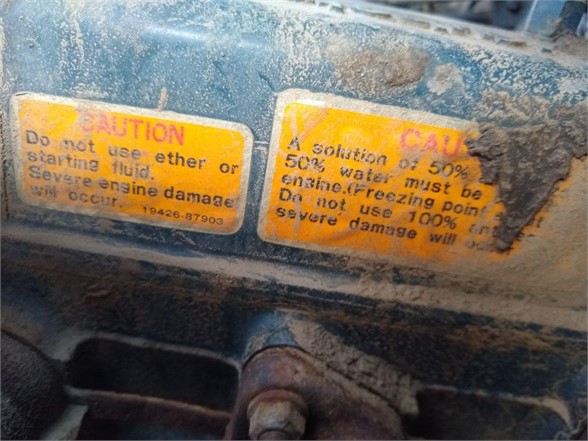 CAUTION
Do not use ether or
starting fluid.
Severe engine damage
will occur. 19426-87903
A solution of 50%
50% water must be
engine.(Freezing point
Do not use 100%
severe damage will